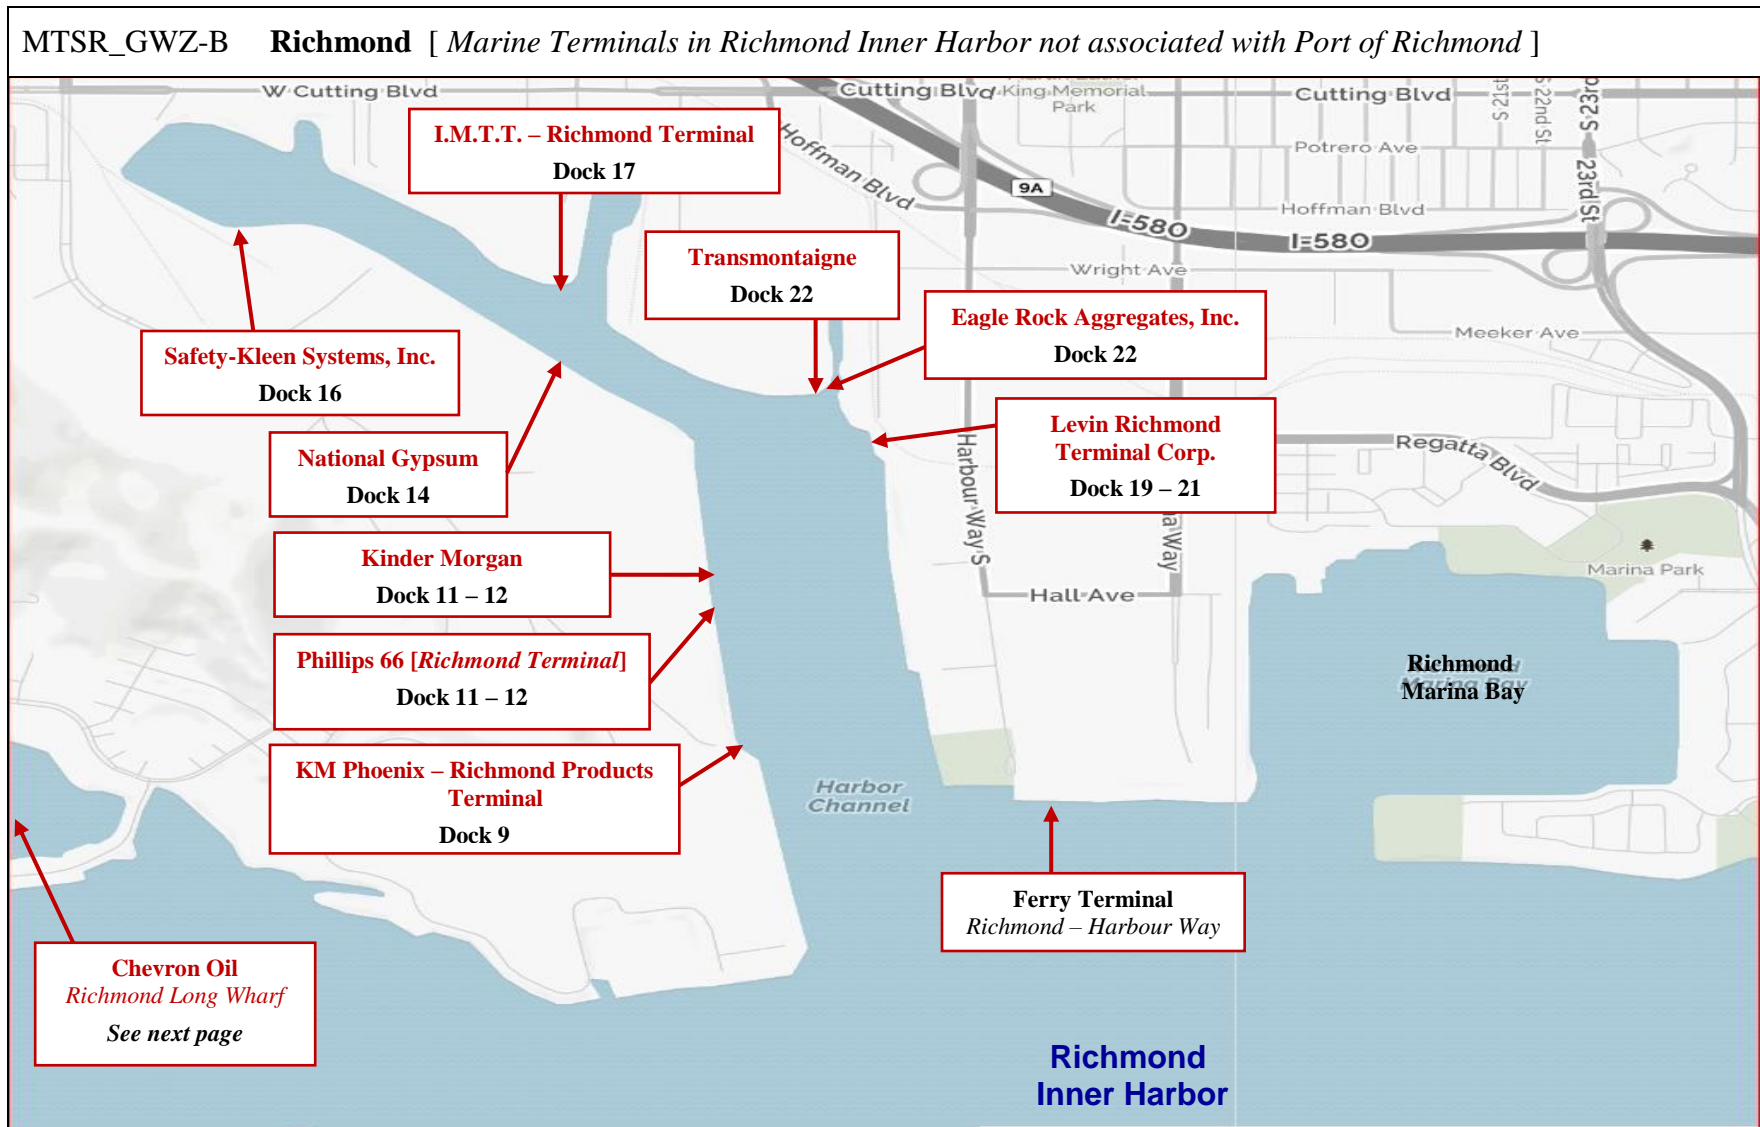 MTSR_GWZ-B Richmond [ Marine Terminals in Richmond Inner Harbor not associated with Port of Richmond ]
W Cutting Blvd
Cutting Blvd
King Memorial
Park
Cutting Blvd
S 21st
S 22nd St
S 23rd
I.M.T.T. – Richmond Terminal
Dock 17
Hoffman Blvd
Potrero Ave
9A
23rd St
Hoffman Blvd
I-580
I-580
Transmontaigne
Dock 22
Wright Ave
Eagle Rock Aggregates, Inc.
Dock 22
Meeker Ave
Safety-Kleen Systems, Inc.
Dock 16
Levin Richmond
Terminal Corp.
Dock 19 – 21
Harbour Way S
Regatta Blvd
National Gypsum
Dock 14
Way
Kinder Morgan
Dock 11 – 12
Marina Park
Hall Ave
Phillips 66 [Richmond Terminal]
Dock 11 – 12
Richmond
Marina Bay
KM Phoenix – Richmond Products
Terminal
Dock 9
Harbor
Channel
Ferry Terminal
Richmond – Harbour Way
Chevron Oil
Richmond Long Wharf
See next page
Richmond
Inner Harbor